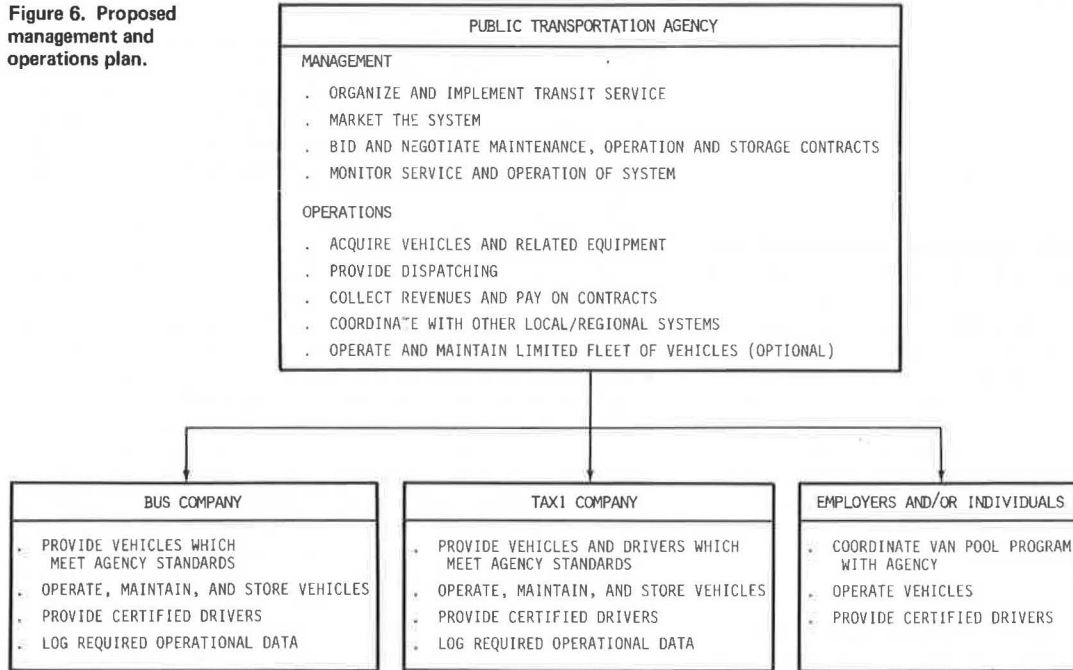 Figure 6. Proposed
management and
operations plan.
PUBLIC TRANSPORTATION AGENCY
MANAGEMENT
. ORGANIZE AND IMPLEMENT TRANSIT SERVICE
. MARKET THE SYSTEM
. BID AND NEGOTIATE MAINTENANCE, OPERATION AND STORAGE CONTRACTS
. MONITOR SERVICE AND OPERATION OF SYSTEM
OPERATIONS
. ACQUIRE VEHICLES AND RELATED EQUIPMENT
. PROVIDE DISPATCHING
. COLLECT REVENUES AND PAY ON CONTRACTS
. COORDINATE WITH OTHER LOCAL/REGIONAL SYSTEMS
. OPERATE AND MAINTAIN LIMITED FLEET OF VEHICLES (OPTIONAL)
BUS COMPANY
. PROVIDE VEHICLES WHICH
MEET AGENCY STANDARDS
. OPERATE, MAINTAIN, AND STORE VEHICLES
. PROVIDE CERTIFIED DRIVERS
. LOG REQUIRED OPERATIONAL DATA
TAXI COMPANY
. PROVIDE VEHICLES AND DRIVERS WHICH
MEET AGENCY STANDARDS
. OPERATE, MAINTAIN, AND STORE VEHICLES
. PROVIDE CERTIFIED DRIVERS
. LOG REQUIRED OPERATIONAL DATA
EMPLOYERS AND/OR INDIVIDUALS
. COORDINATE VAN POOL PROGRAM
WITH AGENCY
. OPERATE VEHICLES
. PROVIDE CERTIFIED DRIVERS